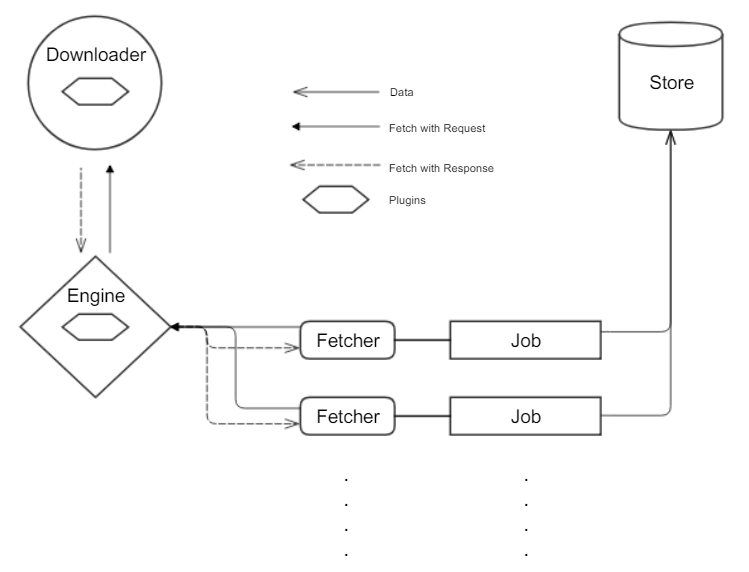 Downloader
Store
Data
Fetch with Request
Fetch with Response
Plugins
Engine
Fetcher
Job
Fetcher
Job